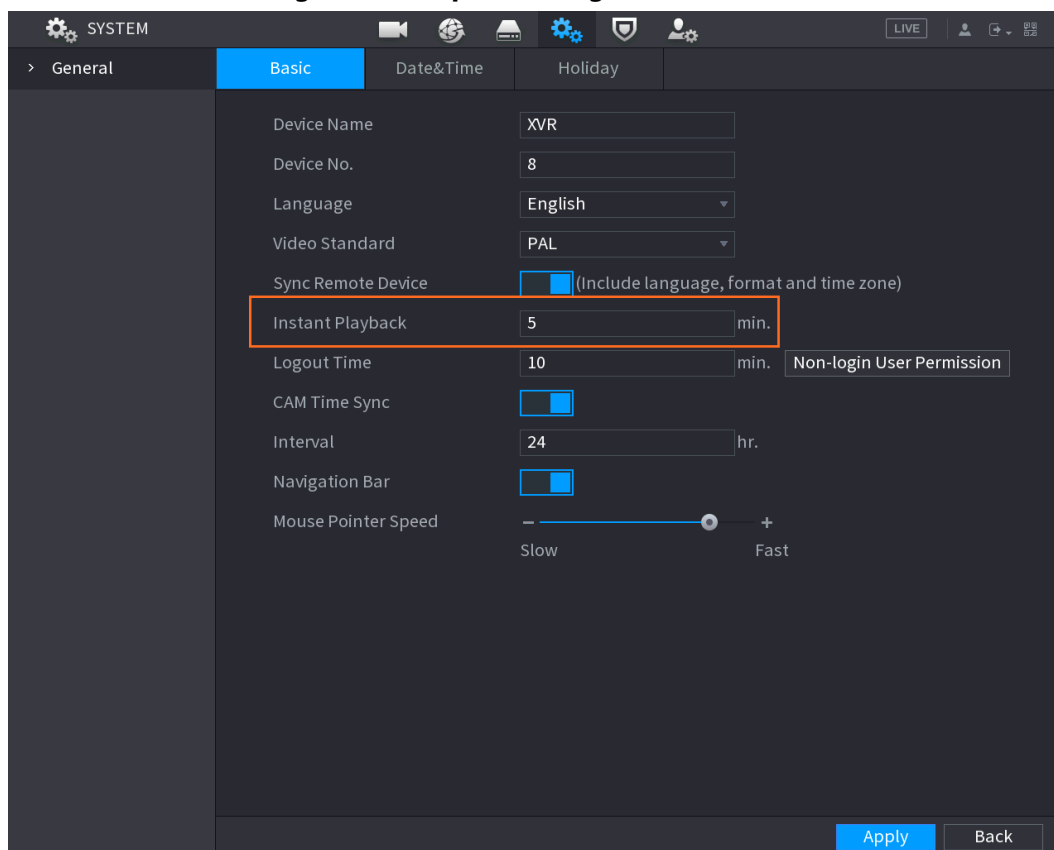 SYSTEM
LIVE
General
Basic
Date&Time
Holiday
Device Name XVR
Device No. 8
Language English
Video Standard PAL
Sync Remote Device (Include language, format and time zone)
Instant Playback 5 min.
Logout Time 10 min. Non-login User Permission
CAM Time Sync
Interval 24 hr.
Navigation Bar
Mouse Pointer Speed - +
Slow Fast
Apply Back